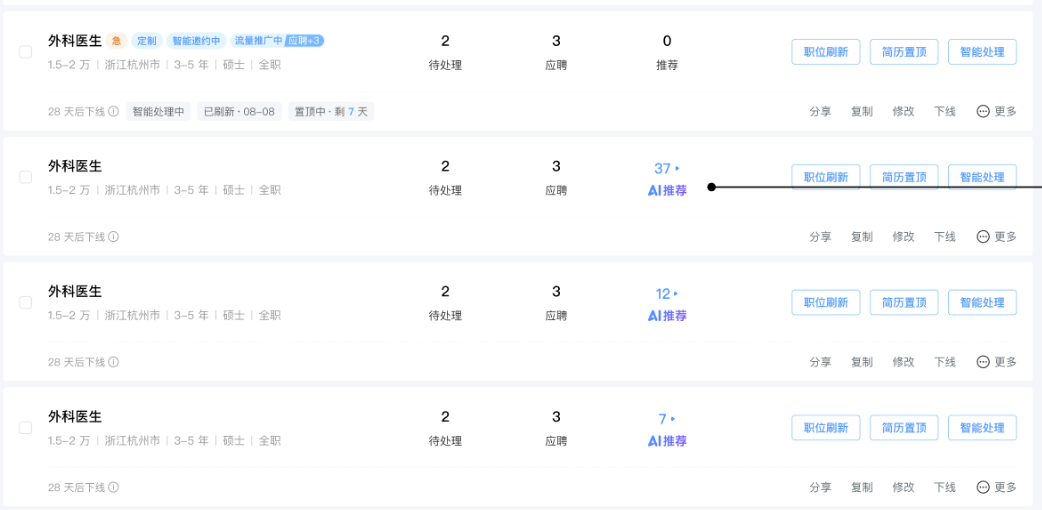 外科医生 急 定制 智能邀约中 流量推广中 应聘+3 2 3 0 职位刷新 简历置顶 智能处理
1.5-2 万 | 浙江杭州市 | 3-5 年 | 硕士 | 全职 待处理 应聘 推荐
28 天后下线 智能处理中 已刷新 · 08-08 置顶中 · 剩 7 天 分享 复制 修改 下线 更多
外科医生 2 3 37 职位刷新 简历置顶 智能处理
1.5-2 万 | 浙江杭州市 | 3-5 年 | 硕士 | 全职 待处理 应聘 AI推荐
28 天后下线 分享 复制 修改 下线 更多
外科医生 2 3 12 职位刷新 简历置顶 智能处理
1.5-2 万 | 浙江杭州市 | 3-5 年 | 硕士 | 全职 待处理 应聘 AI推荐
28 天后下线 分享 复制 修改 下线 更多
外科医生 2 3 7 职位刷新 简历置顶 智能处理
1.5-2 万 | 浙江杭州市 | 3-5 年 | 硕士 | 全职 待处理 应聘 AI推荐
28 天后下线 分享 复制 修改 下线 更多